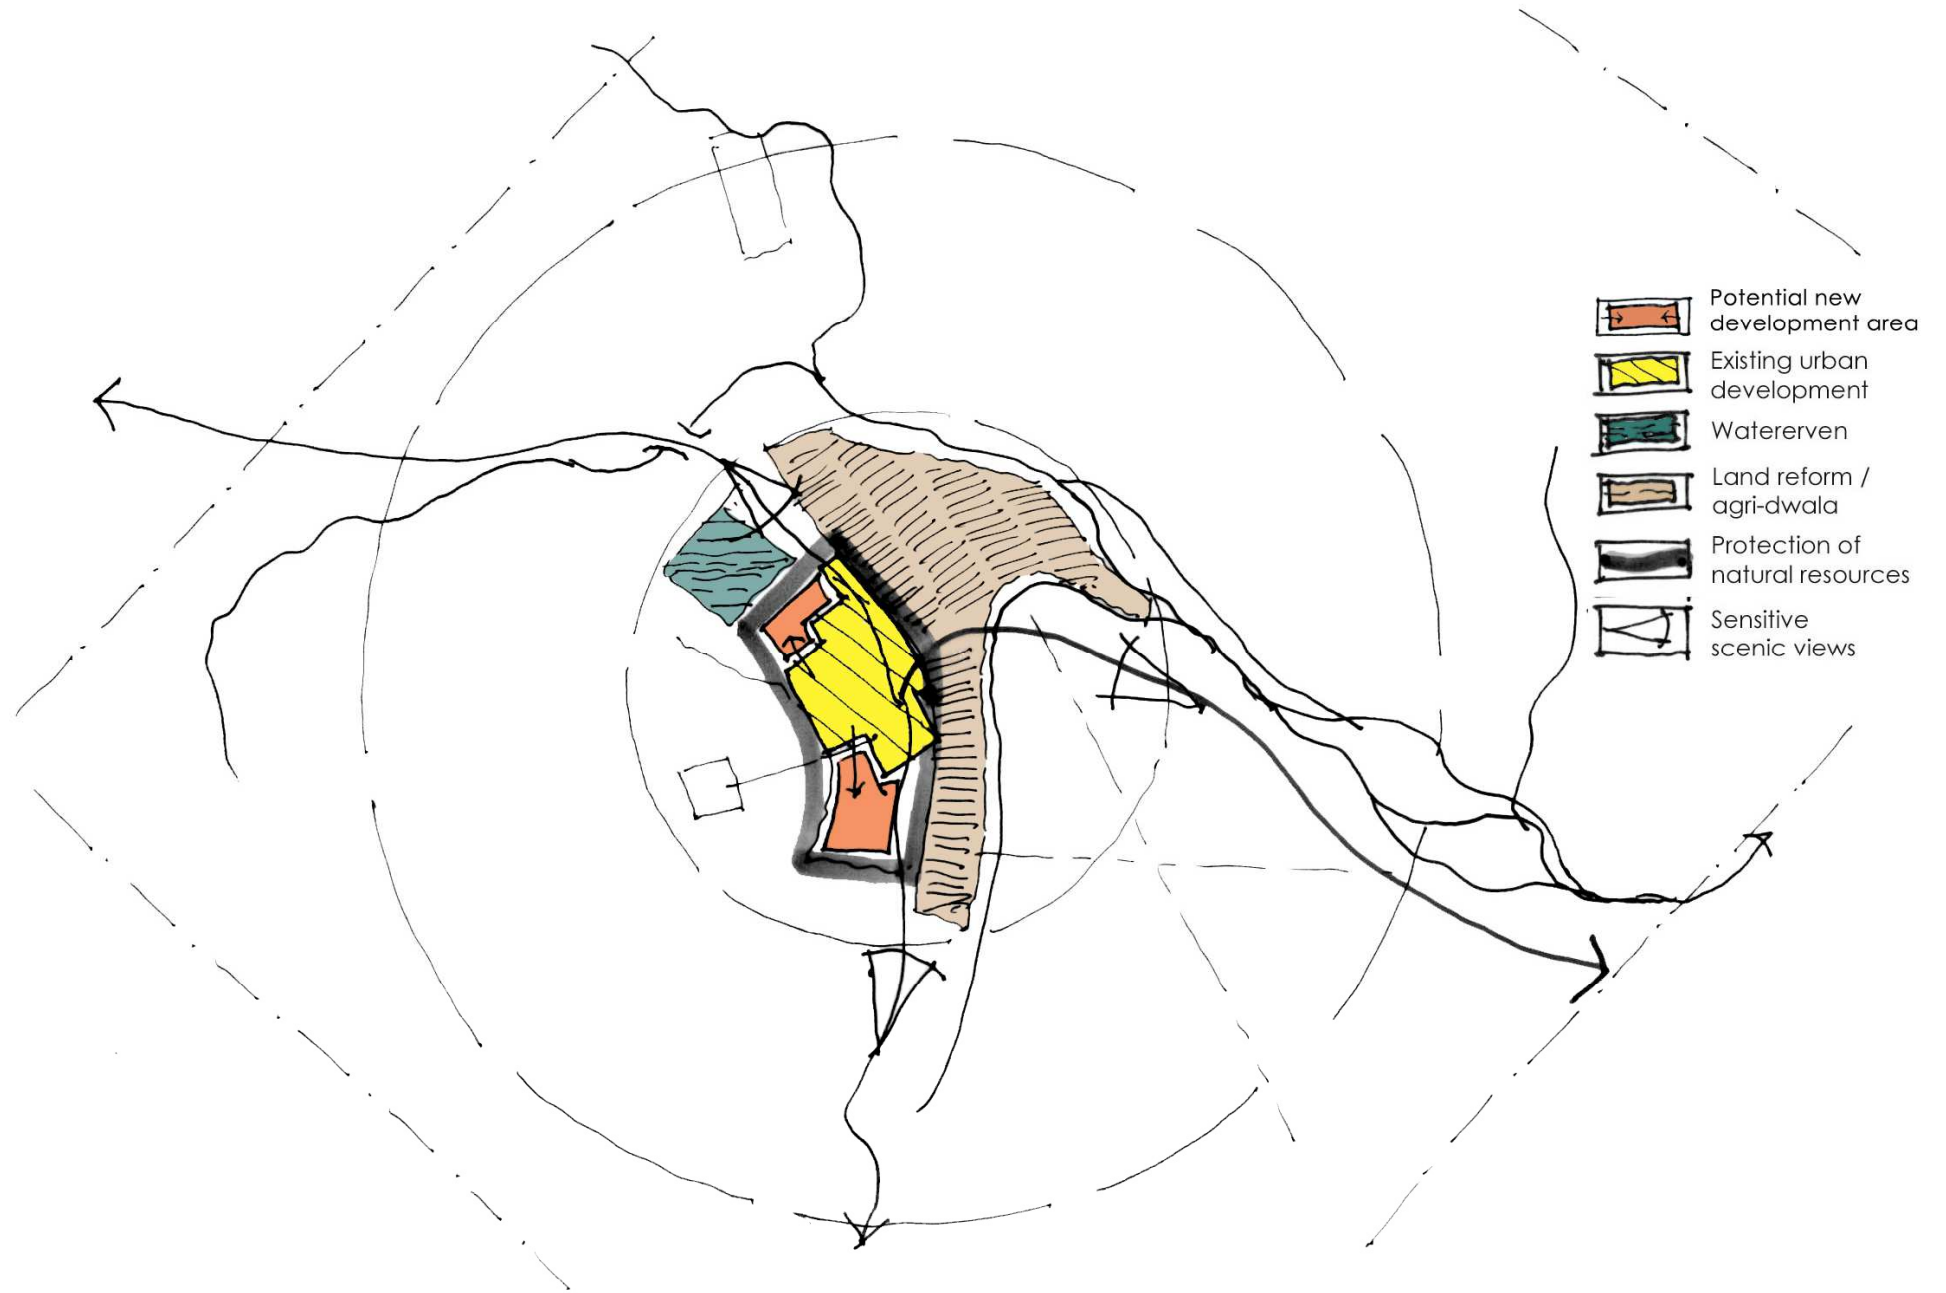 Potential new
development area
Existing urban
development
Watererven
Land reform /
agri-dwala
Protection of
natural resources
Sensitive
scenic views